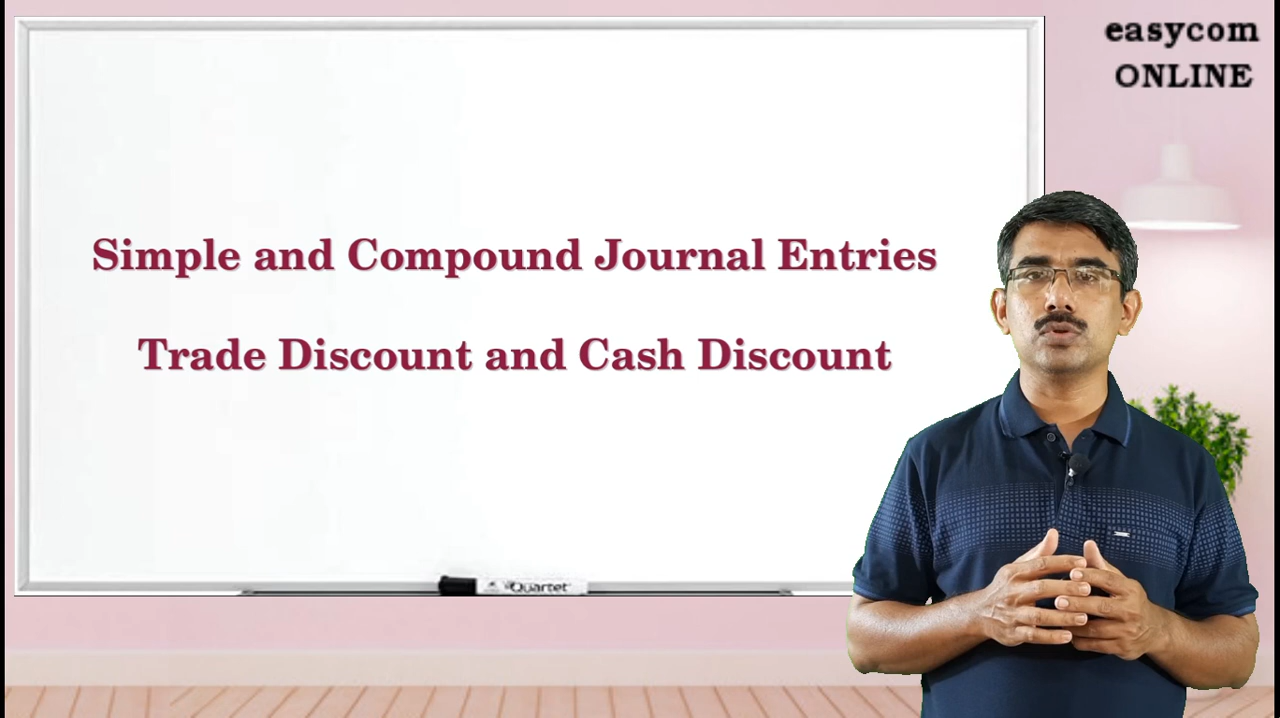 easycom
ONLINE
Simple and Compound Journal Entries
Trade Discount and Cash Discount
Quartet